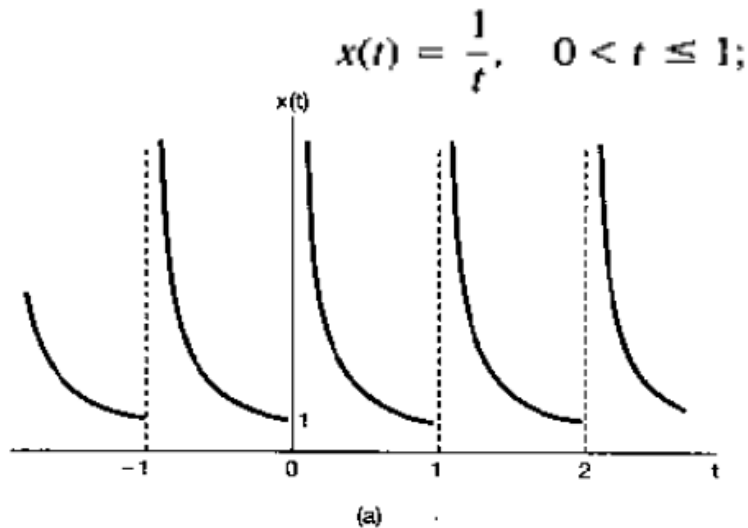 x(t) = 1/t, 0 < t ≤ 1;
x(t)
1
-1 0 1 2 t
(a)